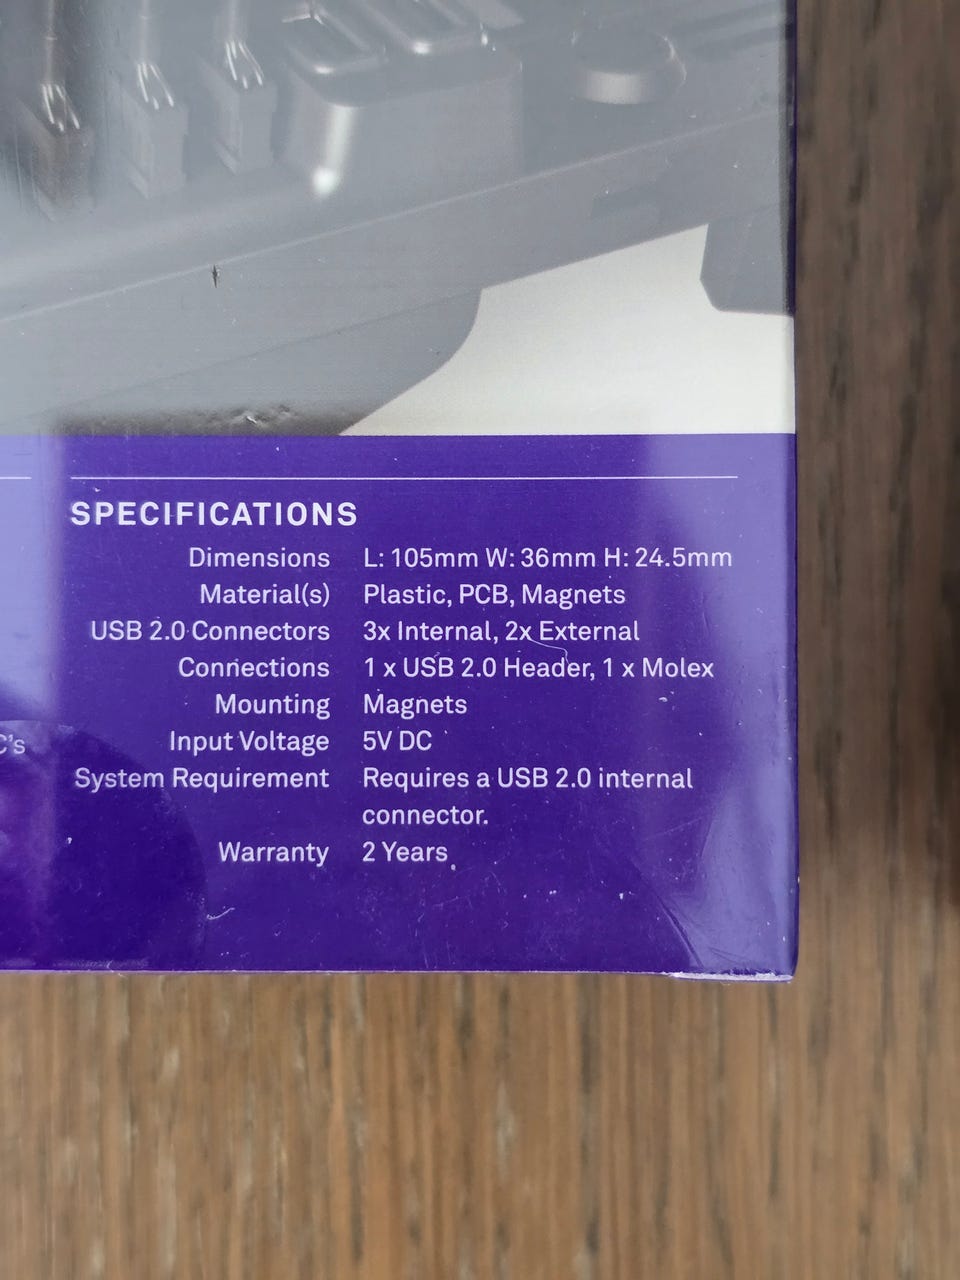 SPECIFICATIONS
Dimensions L: 105mm W: 36mm H: 24.5mm
Material(s) Plastic, PCB, Magnets
USB 2.0 Connectors 3x Internal, 2x External
Connections 1 x USB 2.0 Header, 1 x Molex
Mounting Magnets
C's
Input Voltage 5V DC
System Requirement Requires a USB 2.0 internal
connector.
Warranty 2 Years